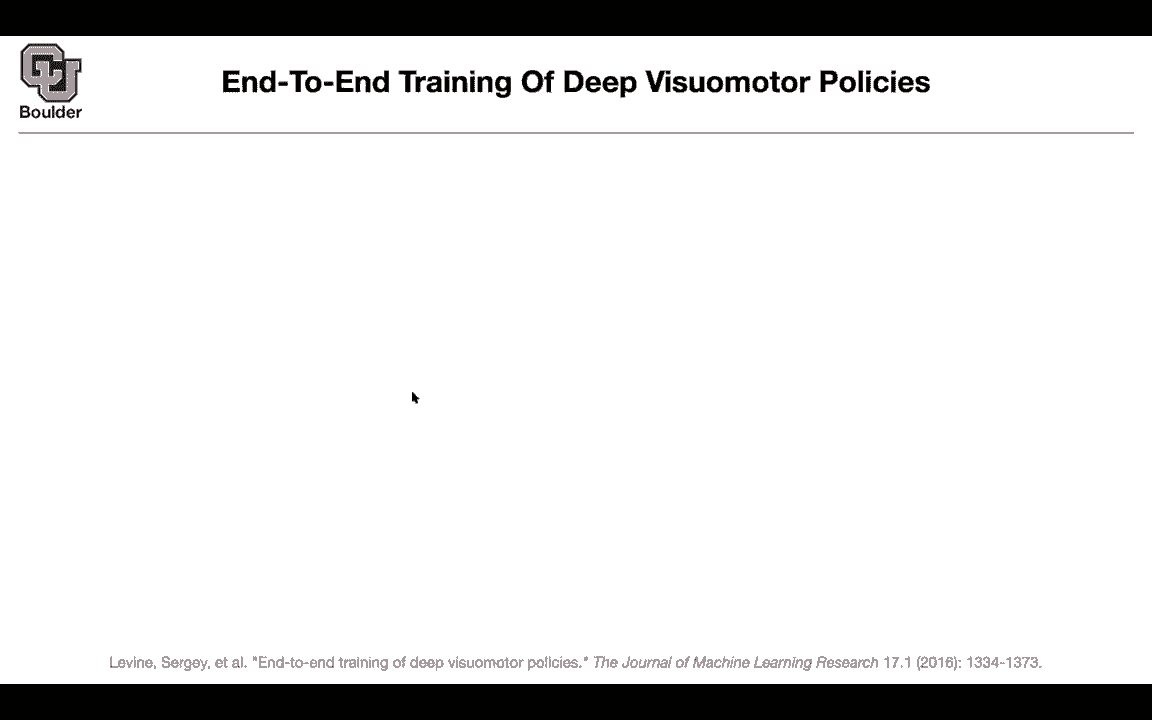 CU
Boulder
End-To-End Training Of Deep Visuomotor Policies
Levine, Sergey, et al. "End-to-end training of deep visuomotor policies." The Journal of Machine Learning Research 17.1 (2016): 1334-1373.